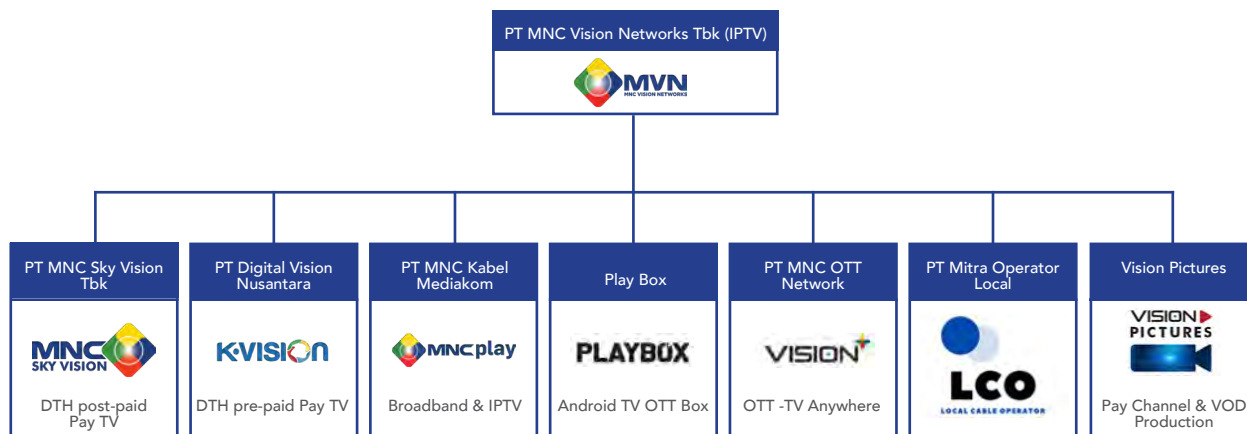 PT MNC Vision Networks Tbk (IPTV)
MVN
MNC VISION NETWORKS
PT MNC Sky Vision
Tbk
MNC
SKY VISION
DTH post-paid
Pay TV
PT Digital Vision
Nusantara
K-VISION
DTH pre-paid Pay TV
PT MNC Kabel
Mediakom
MNC play
Broadband & IPTV
Play Box
PLAYBOX
Android TV OTT Box
PT MNC OTT
Network
VISION+
OTT -TV Anywhere
PT Mitra Operator
Local
LCO
LOCAL CABLE OPERATOR
Vision Pictures
VISION
PICTURES
Pay Channel & VOD
Production